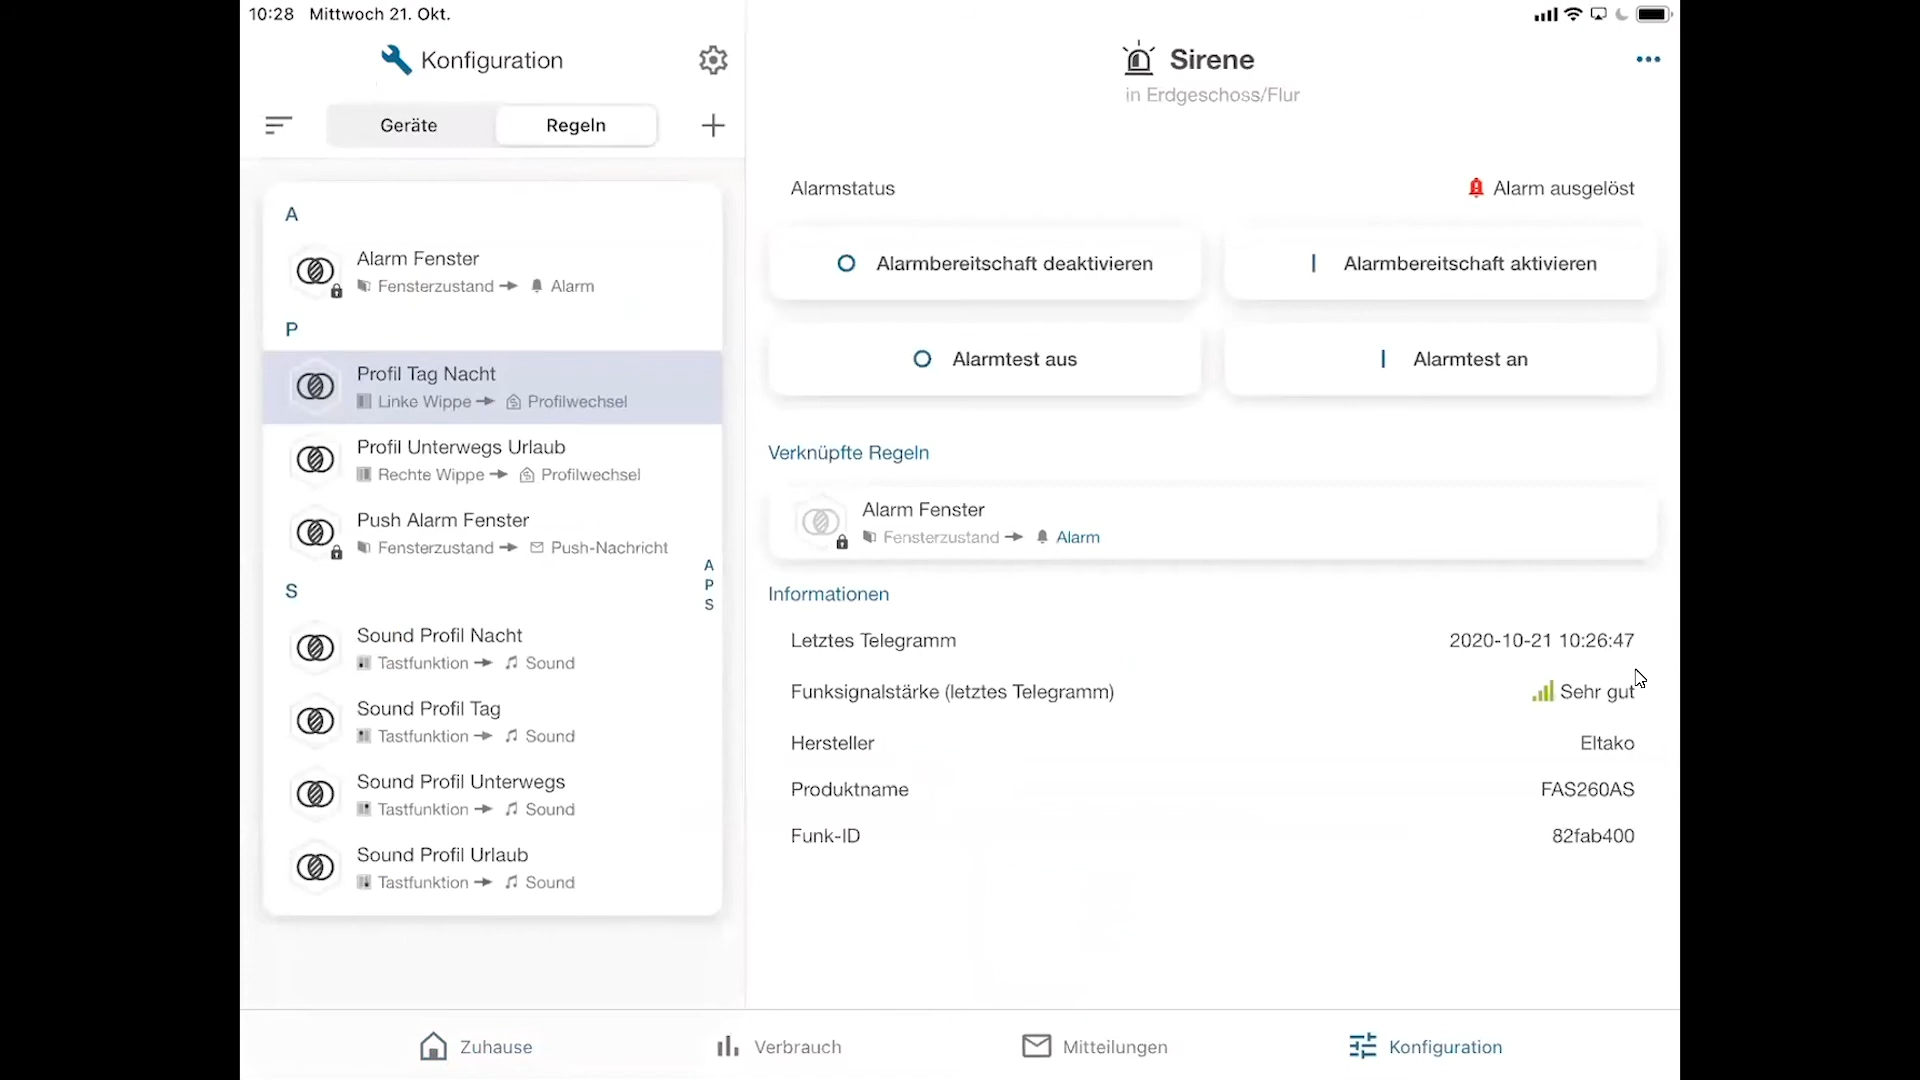 10:28 Mittwoch 21. Okt.
Konfiguration
Geräte
Regeln
A
Alarm Fenster
Fensterzustand
Alarm
P
Profil Tag Nacht
Linke Wippe
Profilwechsel
Profil Unterwegs Urlaub
Rechte Wippe
Profilwechsel
Push Alarm Fenster
Fensterzustand
Push-Nachricht
S
Sound Profil Nacht
Tastfunktion
Sound
Sound Profil Tag
Tastfunktion
Sound
Sound Profil Unterwegs
Tastfunktion
Sound
Sound Profil Urlaub
Tastfunktion
Sound
A
P
S
Sirene
in Erdgeschoss/Flur
Alarmstatus
Alarm ausgelöst
Alarmbereitschaft deaktivieren
Alarmbereitschaft aktivieren
Alarmtest aus
Alarmtest an
Verknüpfte Regeln
Alarm Fenster
Fensterzustand
Alarm
Informationen
Letztes Telegramm
2020-10-21 10:26:47
Funksignalstärke (letztes Telegramm)
Sehr gut
Hersteller
Eltako
Produktname
FAS260AS
Funk-ID
82fab400
Zuhause
Verbrauch
Mitteilungen
Konfiguration